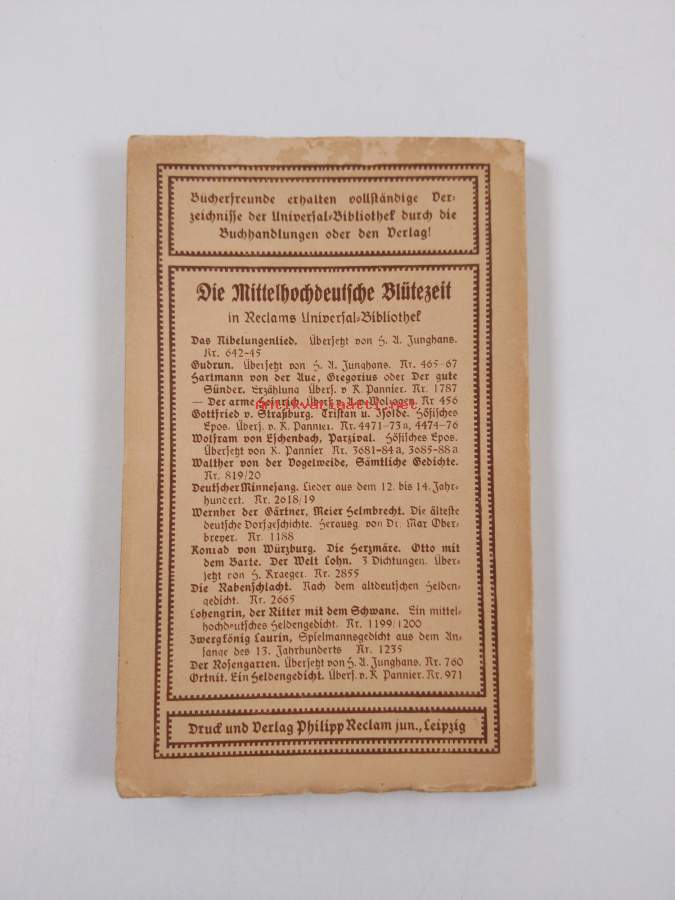 Bücherfreunde erhalten vollständige Ver-
zeichnisse der Universal-Bibliothek durch die
Buchhandlungen oder den Verlag!
Die Mittelhochdeutsche Blütezeit
in Reclams Universal-Bibliothek
Das Nibelungenlied. Übersetzt von H. A. Junghans.
Nr. 642-45
Gudrun. Übersetzt von H. A. Junghans. Nr. 465-67
Hartmann von der Aue, Gregorius oder Der gute
Sünder. Erzählung Übers. v K. Pannier. Nr. 1787
— Der arme Heinrich. Übers. v. H. v. Wolzogen. Nr 456
antikvariaatti.net
Gottfried v. Straßburg. Tristan u. Isolde. Höfisches
Epos. Übers. v. K. Pannier. Nr. 4471-73a, 4474-76
Wolfram von Eschenbach, Parzival. Höfisches Epos.
Übersetzt von K. Pannier Nr. 3681-84a, 3685-88a
Walther von der Vogelweide, Sämtliche Gedichte.
Nr. 819/20
Deutscher Minnesang. Lieder aus dem 12. bis 14. Jahr-
hundert. Nr. 2618/19
Wernher der Gärtner, Meier Helmbrecht. Die älteste
deutsche Dorfgeschichte. Herausg. von Dr. Max Ober-
breyer. Nr. 1188
Konrad von Würzburg. Die Herzmäre. Otto mit
dem Barte. Der Welt Lohn. 3 Dichtungen. Über-
setzt von H. Kraeger. Nr. 2855
Die Rabenschlacht. Nach dem altdeutschen Helden-
gedicht. Nr. 2665
Lohengrin, der Ritter mit dem Schwane. Ein mittel-
hochdeutsches Heldengedicht. Nr. 1199/1200
Zwergkönig Laurin, Spielmannsgedicht aus dem An-
fange des 13. Jahrhunderts Nr. 1235
Der Rosengarten. Übersetzt von H. A. Junghans. Nr. 760
Ortnit. Ein Heldengedicht. Übers. v. K Pannier. Nr. 971
Druck und Verlag Philipp Reclam jun., Leipzig